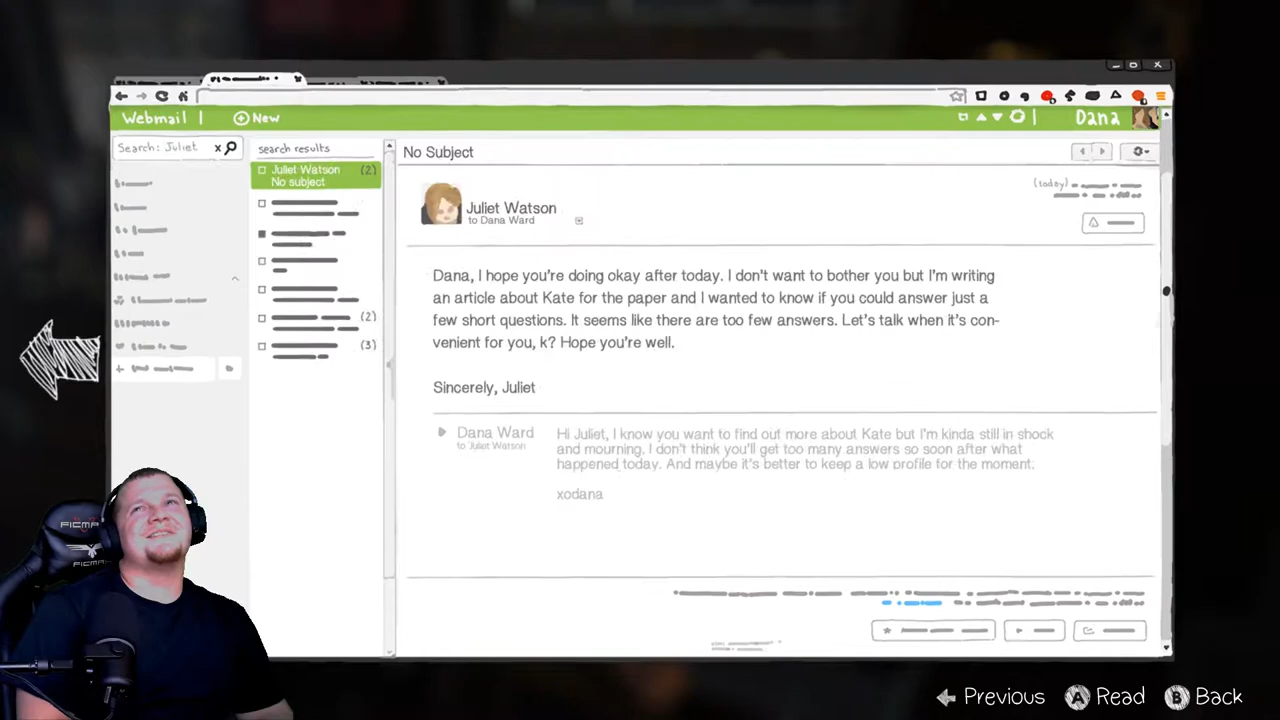 Webmail |
New
Dana
Search: Juliet x
search results
Juliet Watson (2)
No subject
(2)
(3)
No Subject
(today)
Juliet Watson
to Dana Ward
Dana, I hope you're doing okay after today. I don't want to bother you but I'm writing
an article about Kate for the paper and I wanted to know if you could answer just a
few short questions. It seems like there are too few answers. Let's talk when it's con-
venient for you, k? Hope you're well.
Sincerely, Juliet
Dana Ward
to Juliet Watson
Hi Juliet, I know you want to find out more about Kate but I'm kinda still in shock
and mourning. I don't think you'll get too many answers so soon after what
happened today. And maybe it's better to keep a low profile for the moment.
xodana
FICMAX
Previous
A Read
B Back